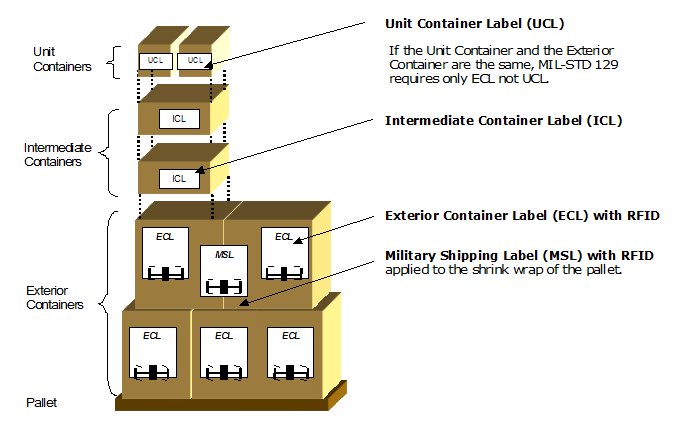 Unit Container Label (UCL)
If the Unit Container and the Exterior
Container are the same, MIL-STD 129
requires only ECL not UCL.
Unit
Containers
UCL
UCL
ICL
Intermediate Container Label (ICL)
Intermediate
Containers
ICL
Exterior Container Label (ECL) with RFID
ECL
MSL
ECL
Military Shipping Label (MSL) with RFID
applied to the shrink wrap of the pallet.
Exterior
Containers
ECL
ECL
ECL
Pallet